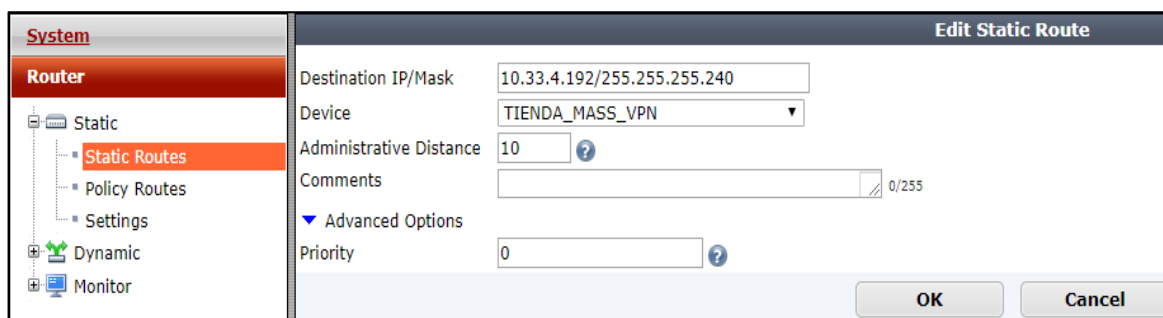 System
Router
Static
Static Routes
Policy Routes
Settings
Dynamic
Monitor
Edit Static Route
Destination IP/Mask 10.33.4.192/255.255.255.240
Device TIENDA_MASS_VPN
Administrative Distance 10
Comments 0/255
Advanced Options
Priority 0
OK Cancel